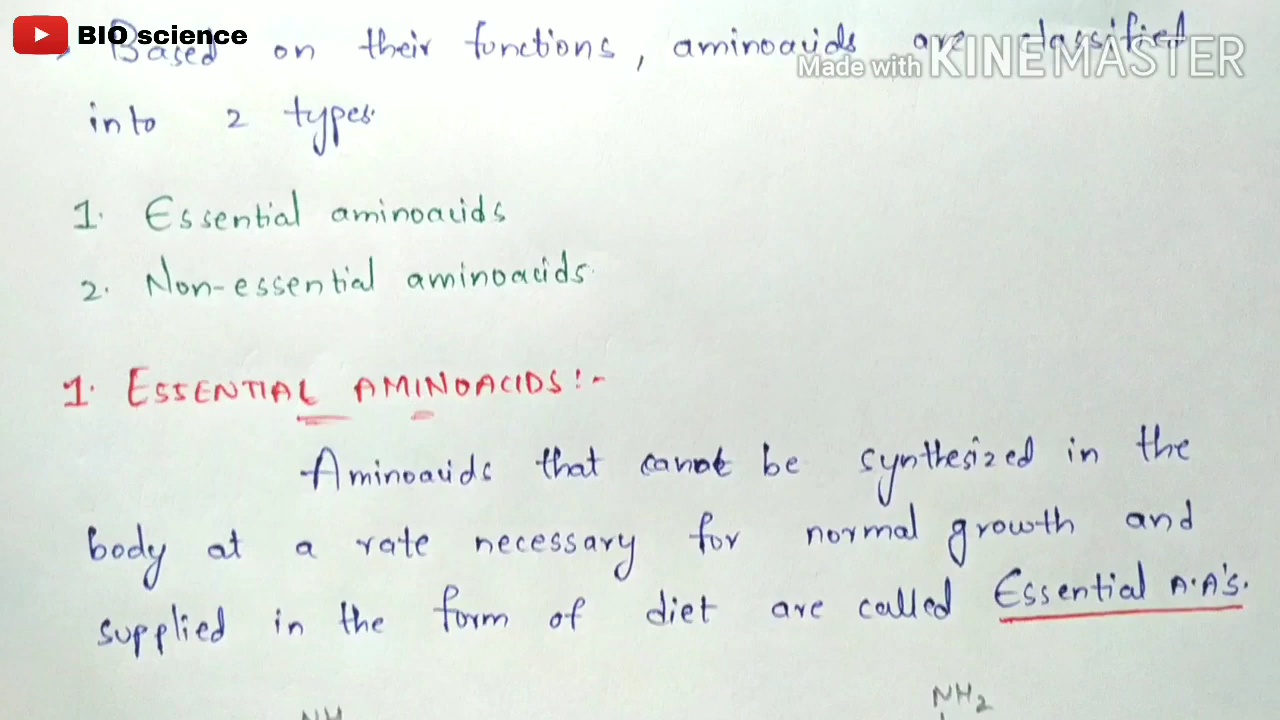 BIO science
Based on their functions, aminoacids are classified
Made with KINEMASTER
into 2 types.
1. Essential aminoacids
2. Non-essential aminoacids.
1. ESSENTIAL AMINOACIDS:-
Aminoacids that canot be synthesized in the
body at a rate necessary for normal growth and
supplied in the form of diet are called Essential A.A's.
NH2